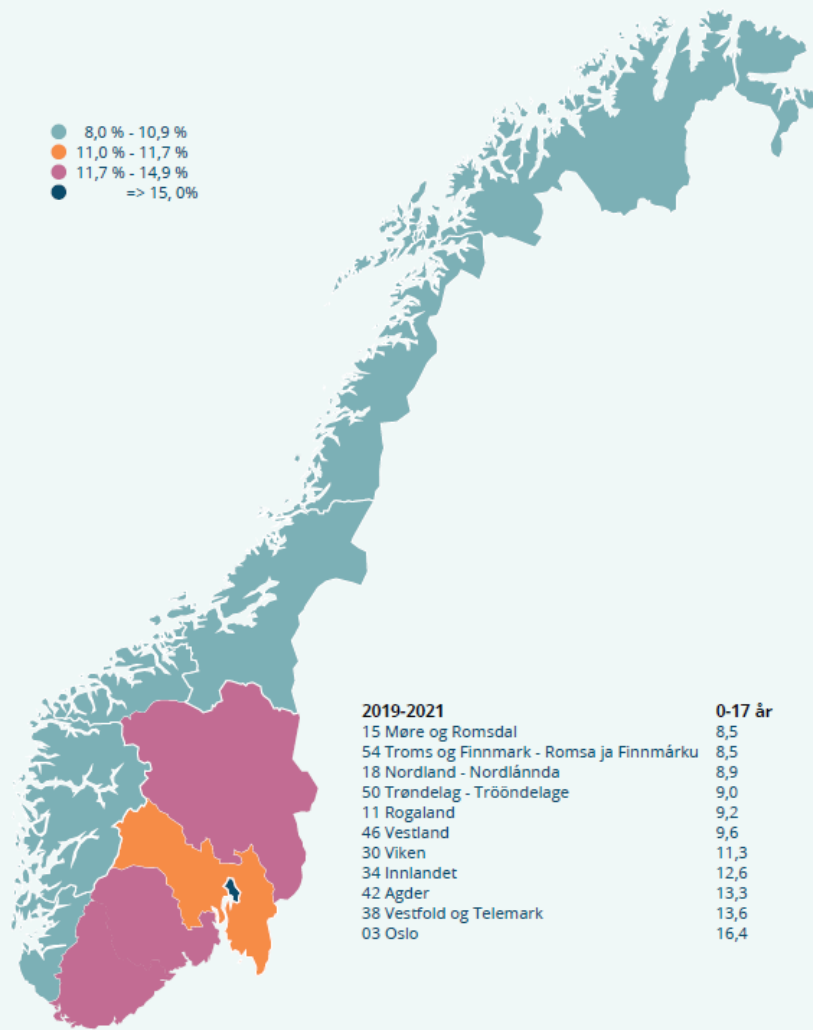 8,0 % - 10,9 %
11,0 % - 11,7 %
11,7 % - 14,9 %
=> 15, 0%
2019-2021 0-17 år
15 Møre og Romsdal 8,5
54 Troms og Finnmark - Romsa ja Finnmárku 8,5
18 Nordland - Nordlánnda 8,9
50 Trøndelag - Trööndelage 9,0
11 Rogaland 9,2
46 Vestland 9,6
30 Viken 11,3
34 Innlandet 12,6
42 Agder 13,3
38 Vestfold og Telemark 13,6
03 Oslo 16,4